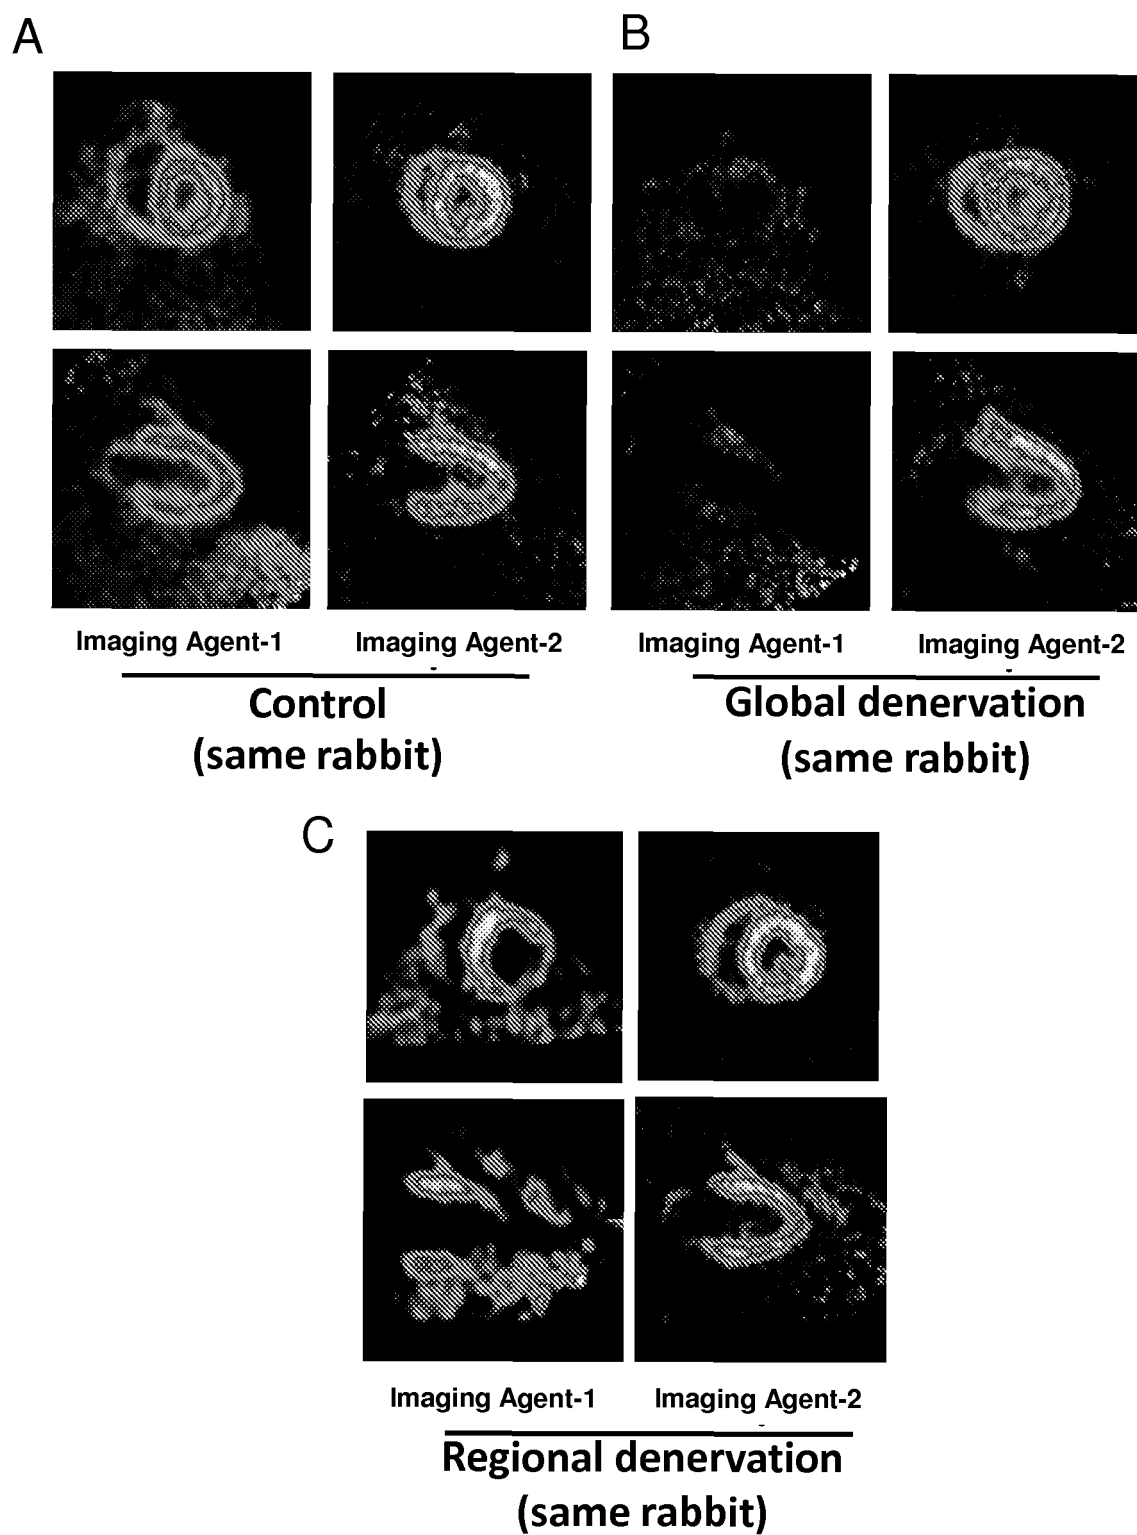 A
B
Imaging Agent-1
Imaging Agent-2
Imaging Agent-1
Imaging Agent-2
Control
(same rabbit)
Global denervation
(same rabbit)
C
Imaging Agent-1
Imaging Agent-2
Regional denervation
(same rabbit)